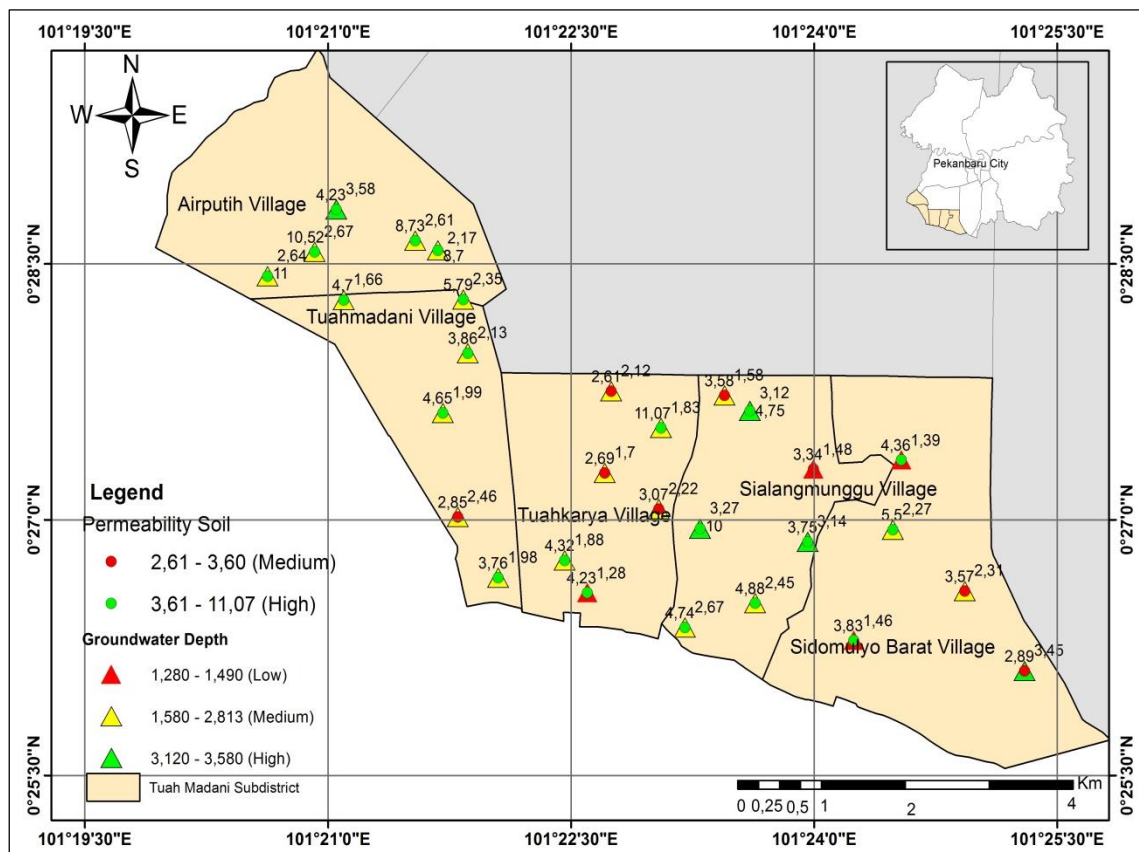 101°19'30"E 101°21'0"E 101°22'30"E 101°24'0"E 101°25'30"E
N
W E
S
Pekanbaru City
Airputih Village
4,23 3,58
10,52 2,67
8,73 2,61
2,17
8,7
2,64
11
0°28'30"N 0°28'30"N
4,7 1,66
5,79 2,35
Tuahmadani Village
3,86 2,13
4,65 1,99
2,61 2,12
3,58 1,58
3,12
4,75
11,07 1,83
2,69 1,7
3,34 1,48
4,36 1,39
Sialangmunggu Village
2,85 2,46
3,07 2,22
Tuahkarya Village
3,27
10
3,75 3,14
5,5 2,27
0°27'0"N 0°27'0"N
3,76 1,98
4,32 1,88
4,23 1,28
4,88 2,45
4,74 2,67
3,57 2,31
3,83 1,46
Sidomulyo Barat Village
2,89 3,45
Legend
Permeability Soil
2,61 - 3,60 (Medium)
3,61 - 11,07 (High)
Groundwater Depth
1,280 - 1,490 (Low)
1,580 - 2,813 (Medium)
3,120 - 3,580 (High)
Tuah Madani Subdistrict
0°25'30"N 0°25'30"N
Km
0 0,25 0,5 1 2 4
101°19'30"E 101°21'0"E 101°22'30"E 101°24'0"E 101°25'30"E